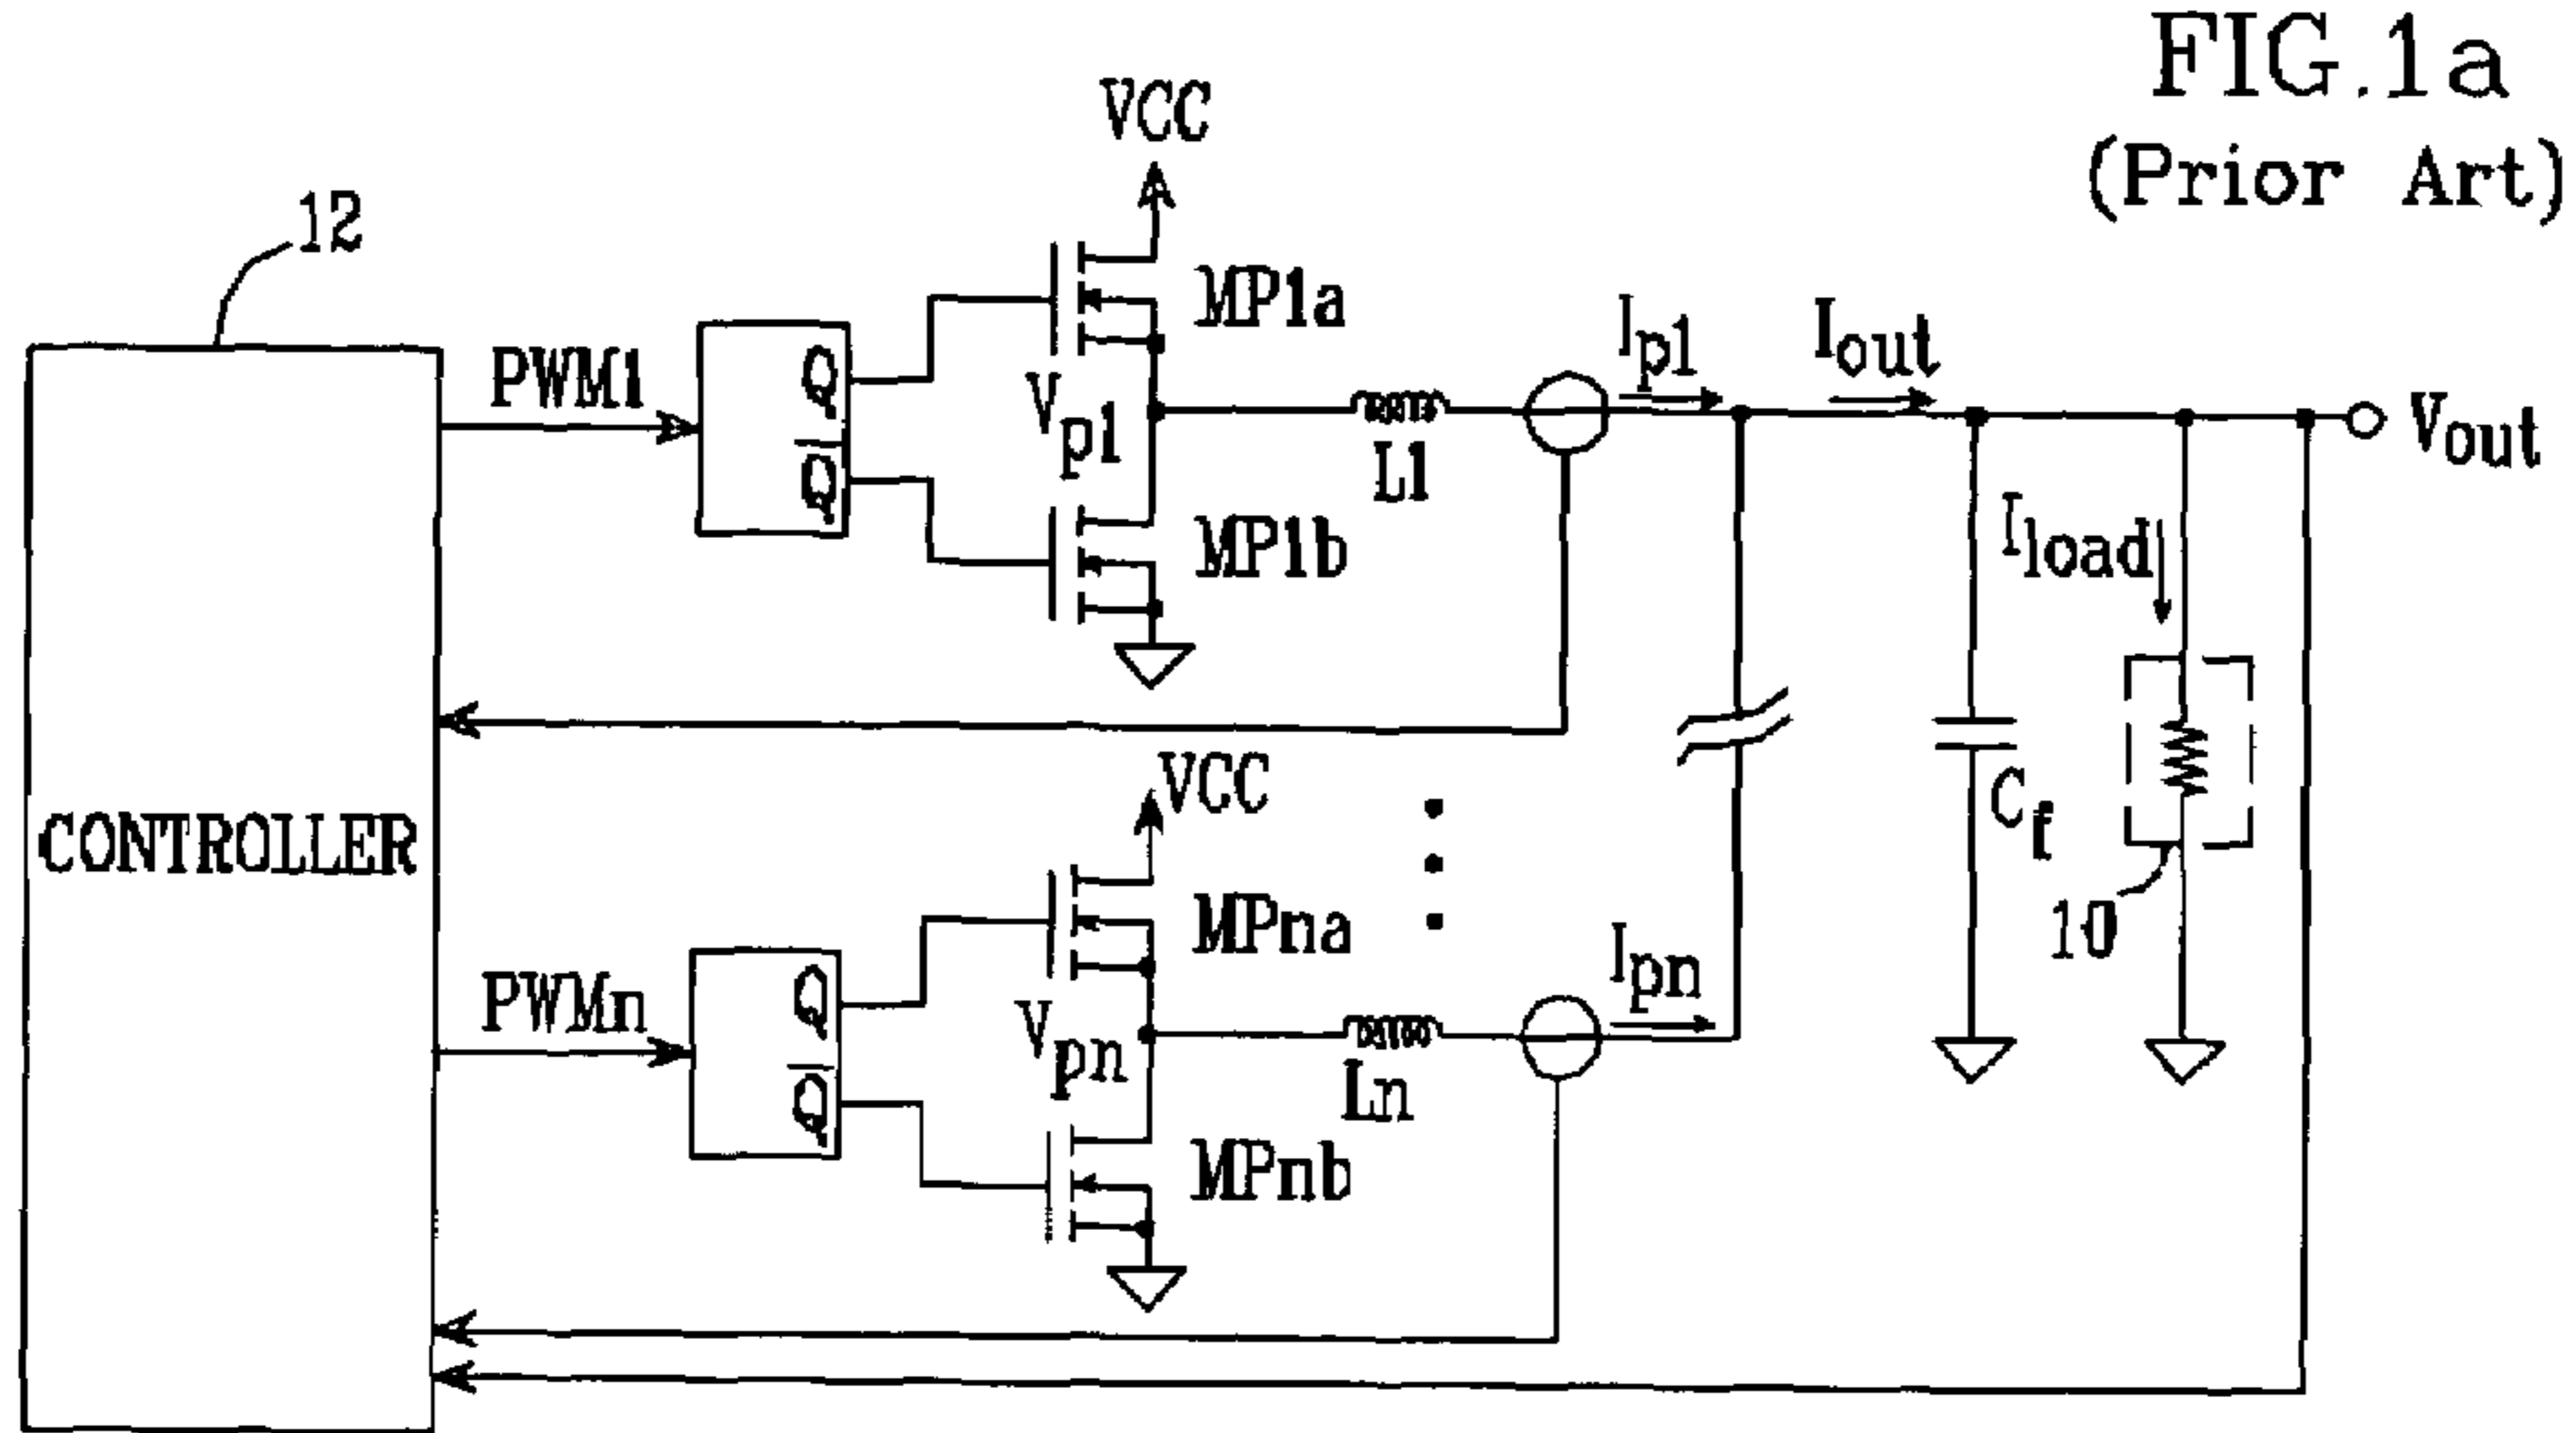 FIG.1a
(Prior Art)
VCC
12
MP1a
PWM1
Q
Q̅
Vp1
MP1b
L1
Ip1
Iout
Vout
Iload
Cf
10
CONTROLLER
VCC
MPna
PWMn
Q
Q̅
Vpn
MPnb
Ln
Ipn